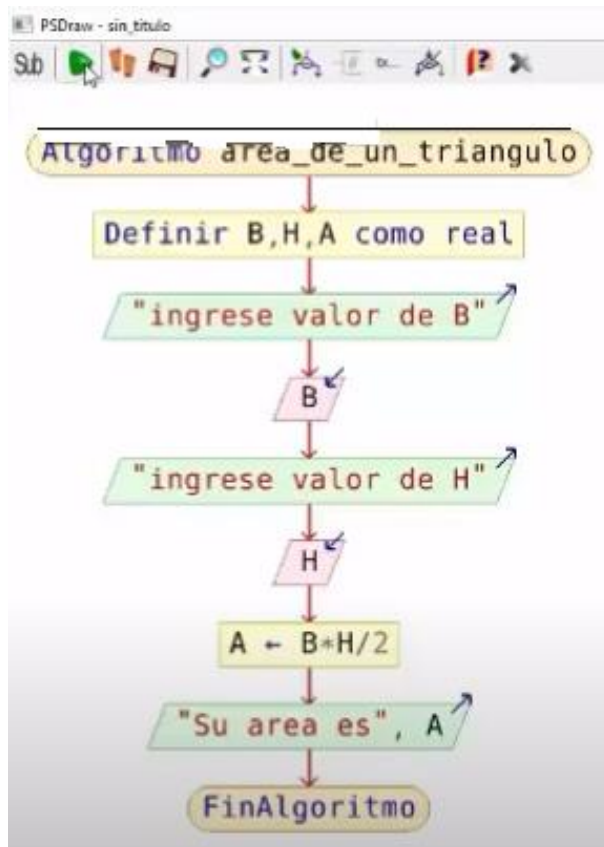 PSDraw - sin_titulo
Sub
Algoritmo area_de_un_triangulo
Definir B,H,A como real
"ingrese valor de B"
B
"ingrese valor de H"
H
A ← B*H/2
"Su area es", A
FinAlgoritmo